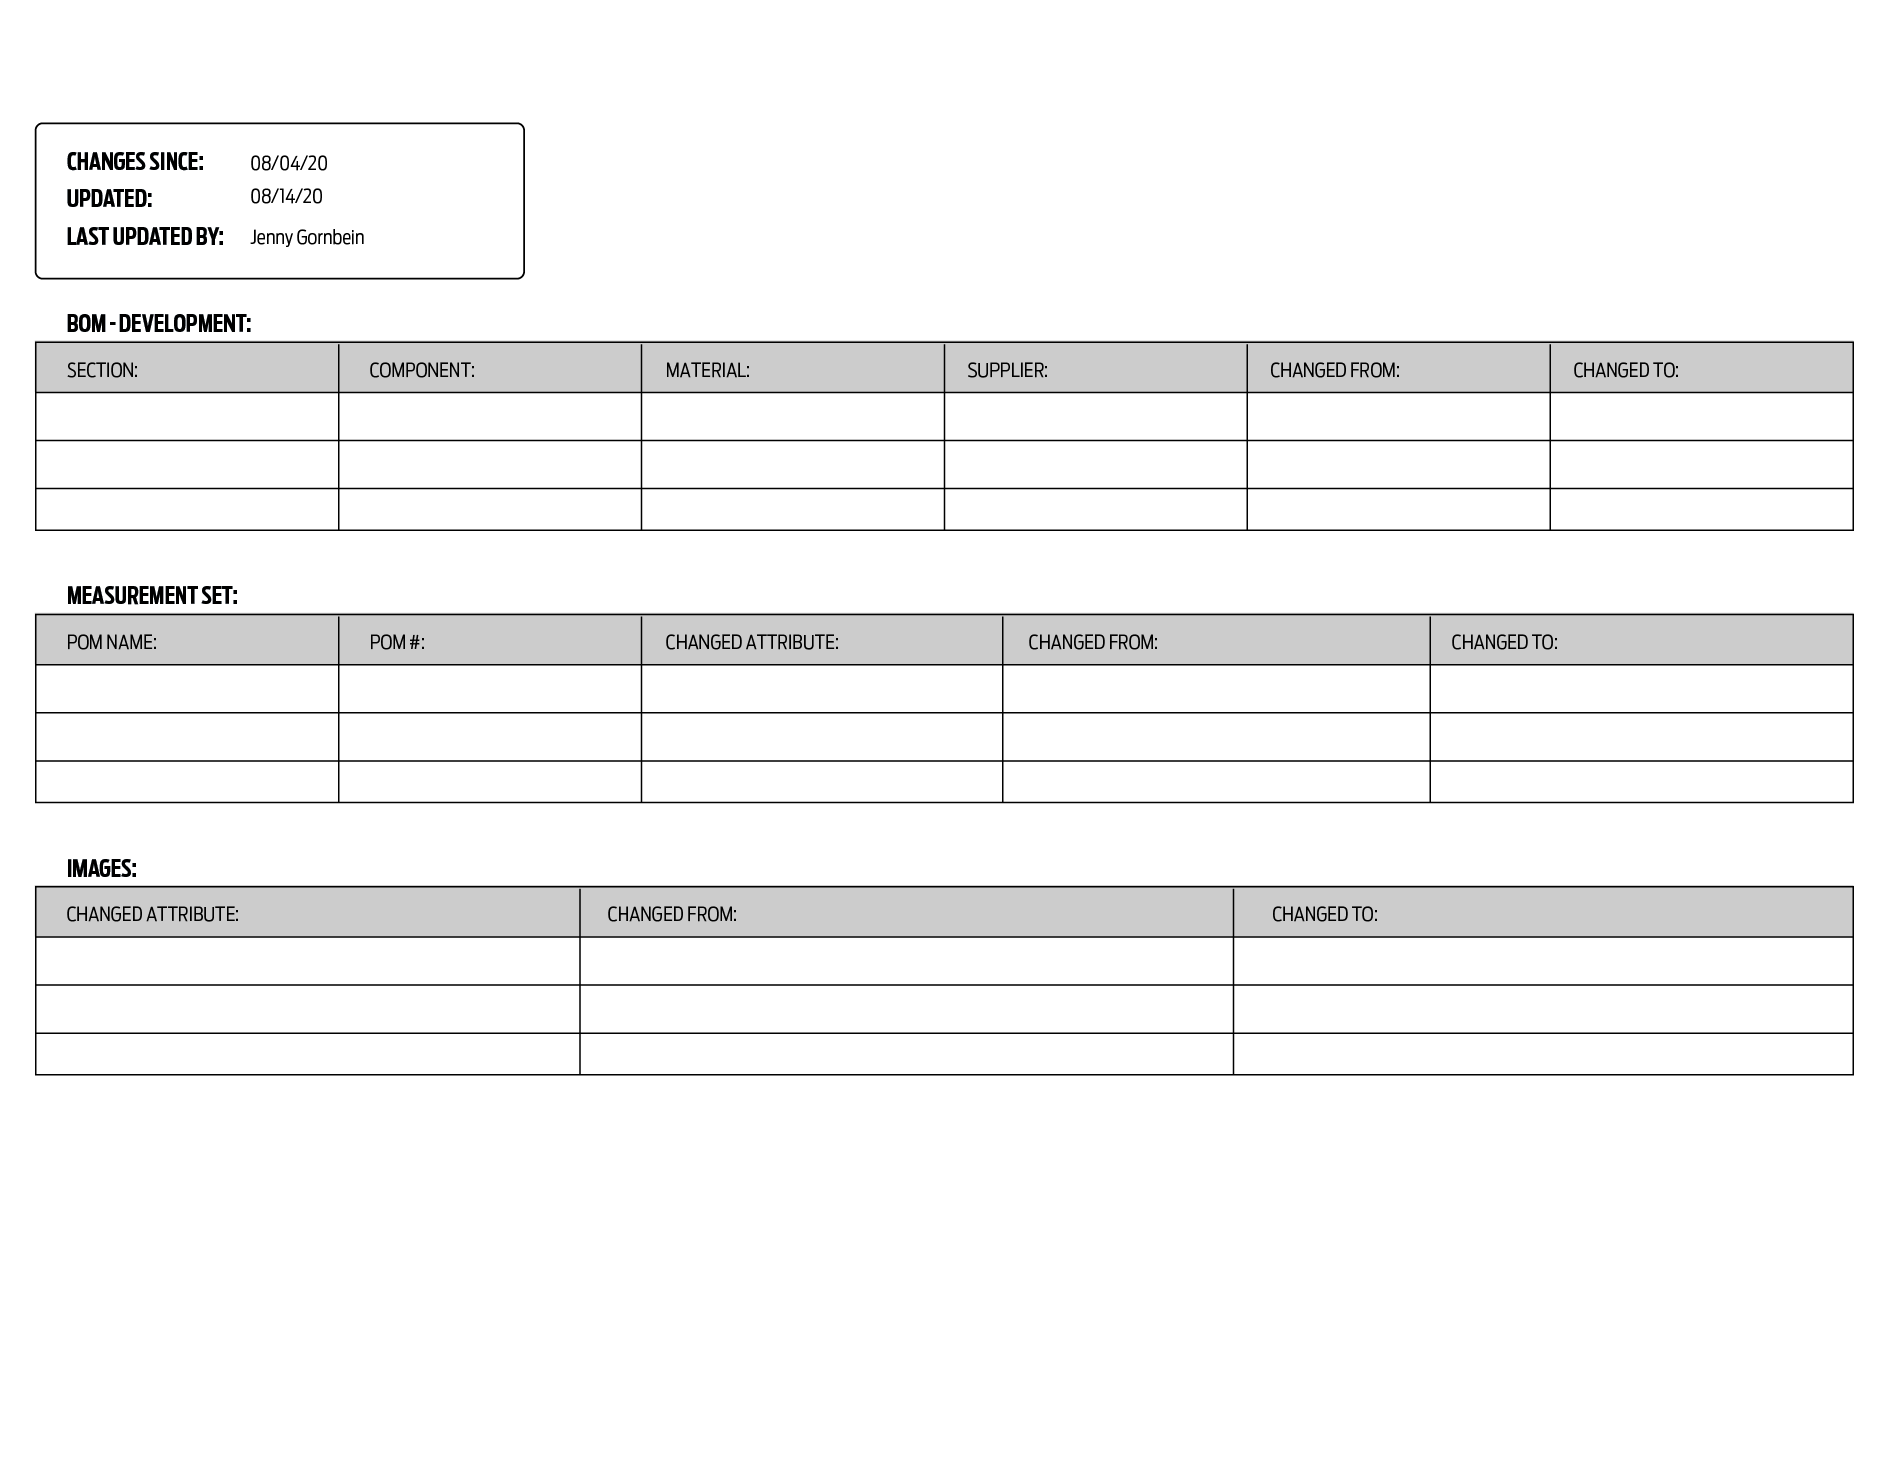 CHANGES SINCE: 08/04/20
UPDATED: 08/14/20
LAST UPDATED BY: Jenny Gornbein
BOM - DEVELOPMENT:
SECTION: COMPONENT: MATERIAL: SUPPLIER: CHANGED FROM: CHANGED TO:
MEASUREMENT SET:
POM NAME: POM #: CHANGED ATTRIBUTE: CHANGED FROM: CHANGED TO:
IMAGES:
CHANGED ATTRIBUTE: CHANGED FROM: CHANGED TO: